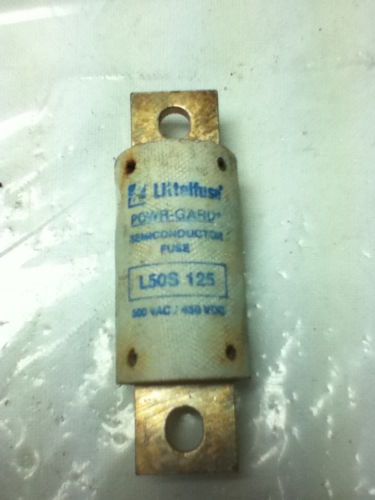 Littelfuse
POWR-GARD®
SEMICONDUCTOR
FUSE
L50S 125
500 VAC / 450 VDC